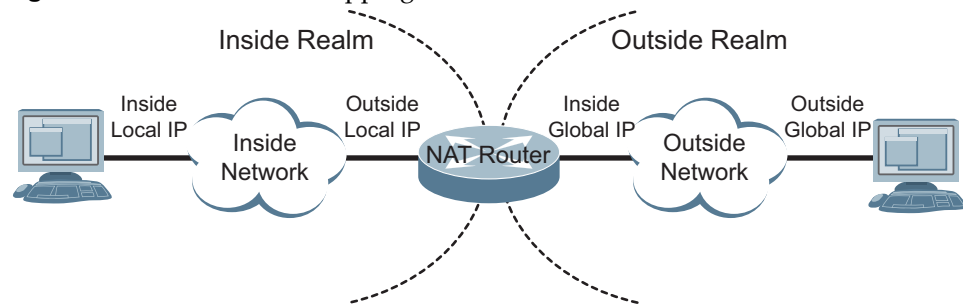 Inside Realm
Outside Realm
Inside
Local IP
Inside
Network
Outside
Local IP
NAT Router
Inside
Global IP
Outside
Network
Outside
Global IP